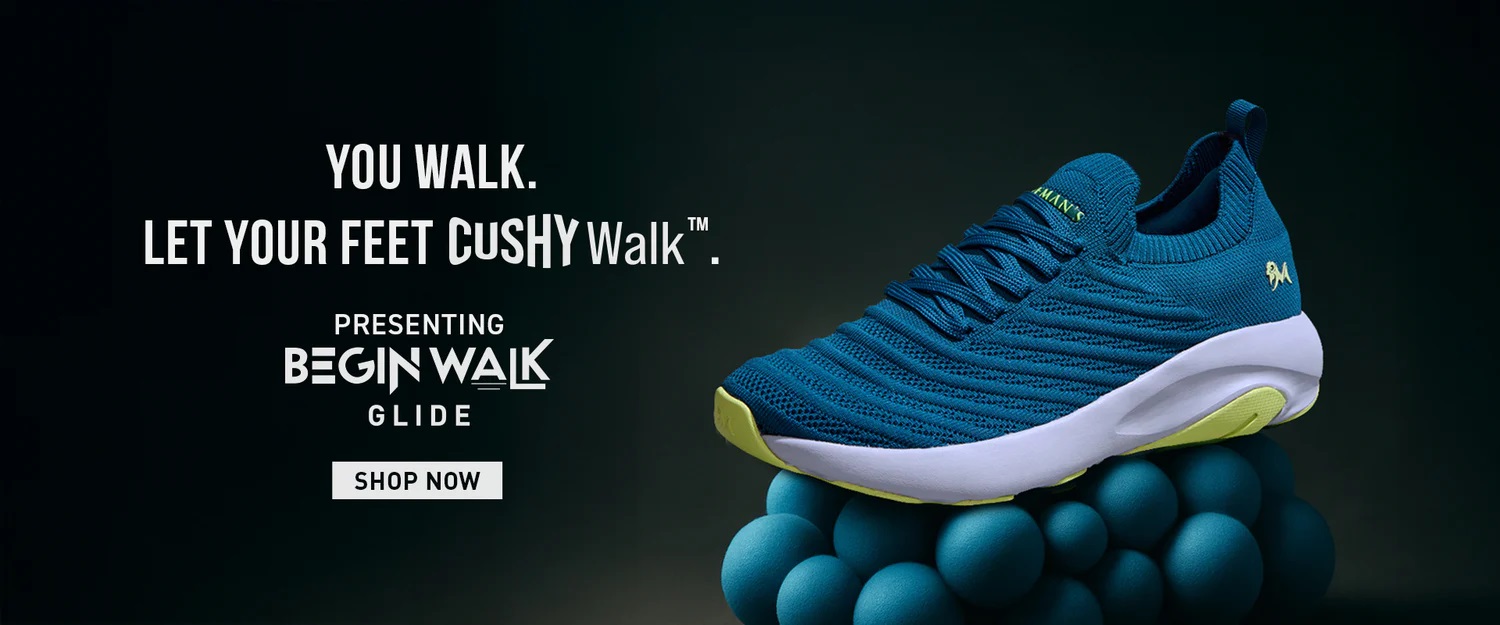 YOU WALK.
LET YOUR FEET CUSHY Walk™.
PRESENTING
BEGIN WALK
GLIDE
SHOP NOW
M